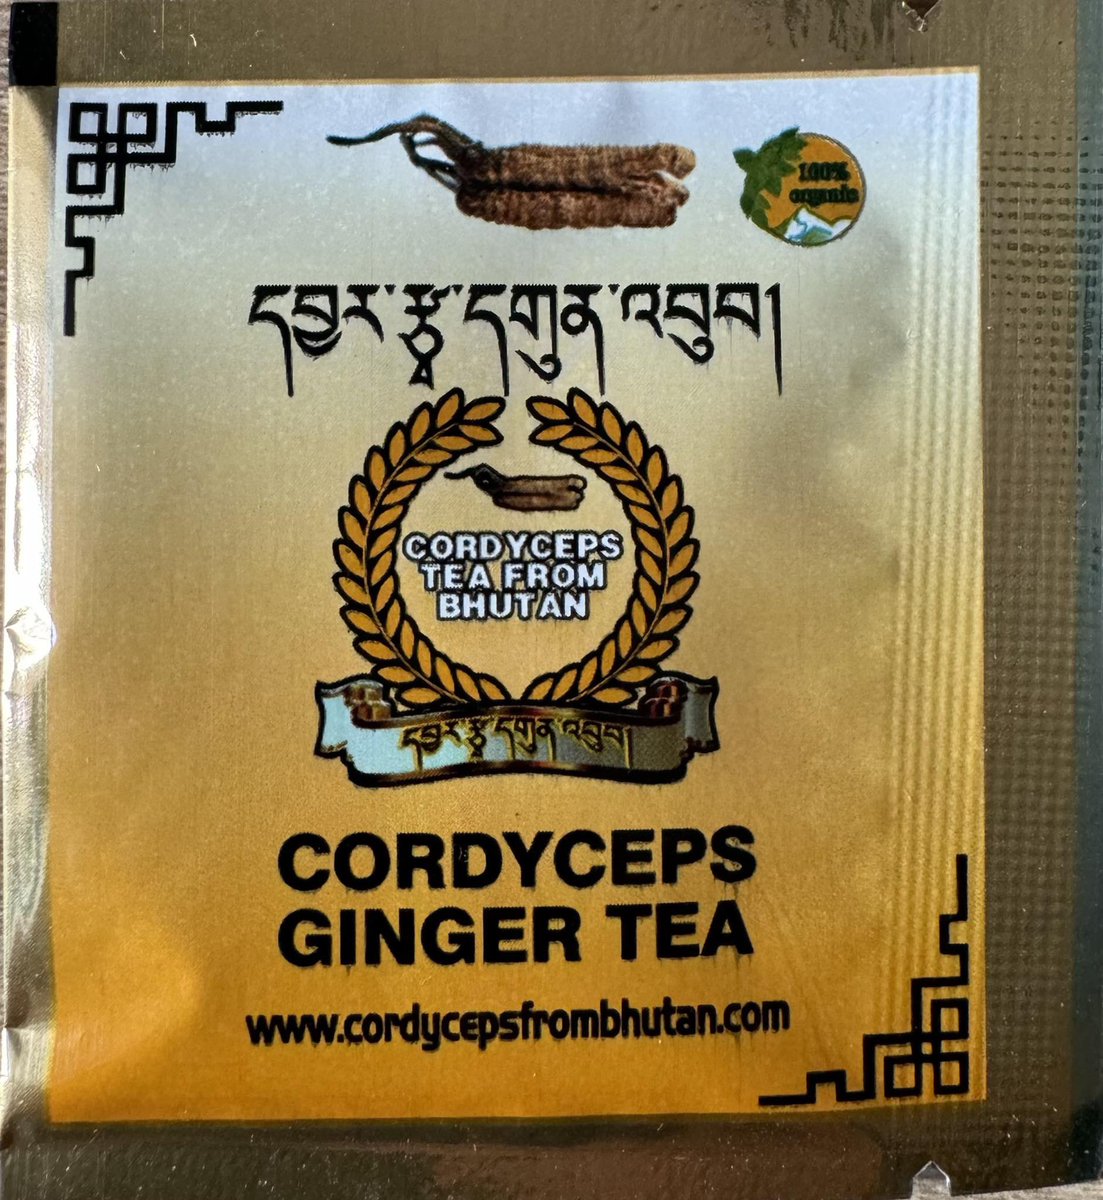 100%
organic
དབྱར་རྩྭ་དགུན་འབུབ།
CORDYCEPS
TEA FROM
BHUTAN
དབྱར་རྩྭ་དགུན་འབུབ།
CORDYCEPS
GINGER TEA
www.cordycepsfrombhutan.com